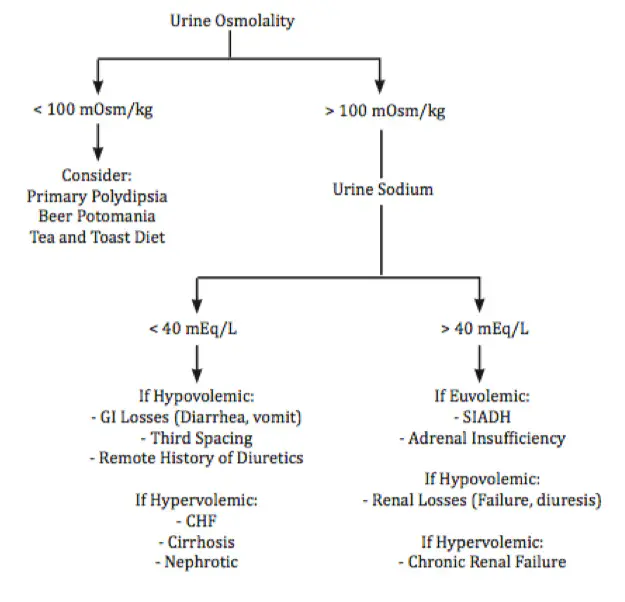 Urine Osmolality
< 100 mOsm/kg
> 100 mOsm/kg
Consider:
Primary Polydipsia
Beer Potomania
Tea and Toast Diet
Urine Sodium
< 40 mEq/L
> 40 mEq/L
If Hypovolemic:
- GI Losses (Diarrhea, vomit)
- Third Spacing
- Remote History of Diuretics
If Hypervolemic:
- CHF
- Cirrhosis
- Nephrotic
If Euvolemic:
- SIADH
- Adrenal Insufficiency
If Hypovolemic:
- Renal Losses (Failure, diuresis)
If Hypervolemic:
- Chronic Renal Failure